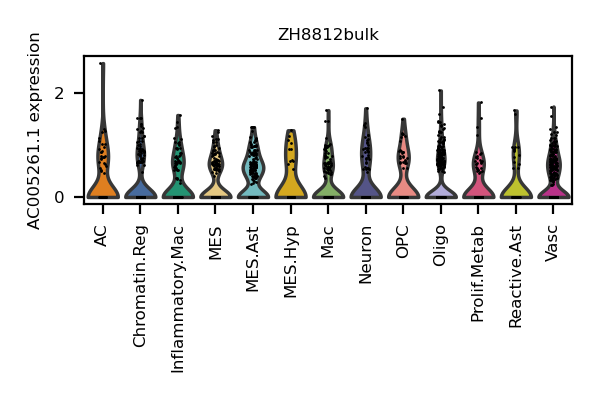 ZH8812bulk
AC005261.1 expression
2
0
AC
Chromatin.Reg
Inflammatory.Mac
MES
MES.Ast
MES.Hyp
Mac
Neuron
OPC
Oligo
Prolif.Metab
Reactive.Ast
Vasc